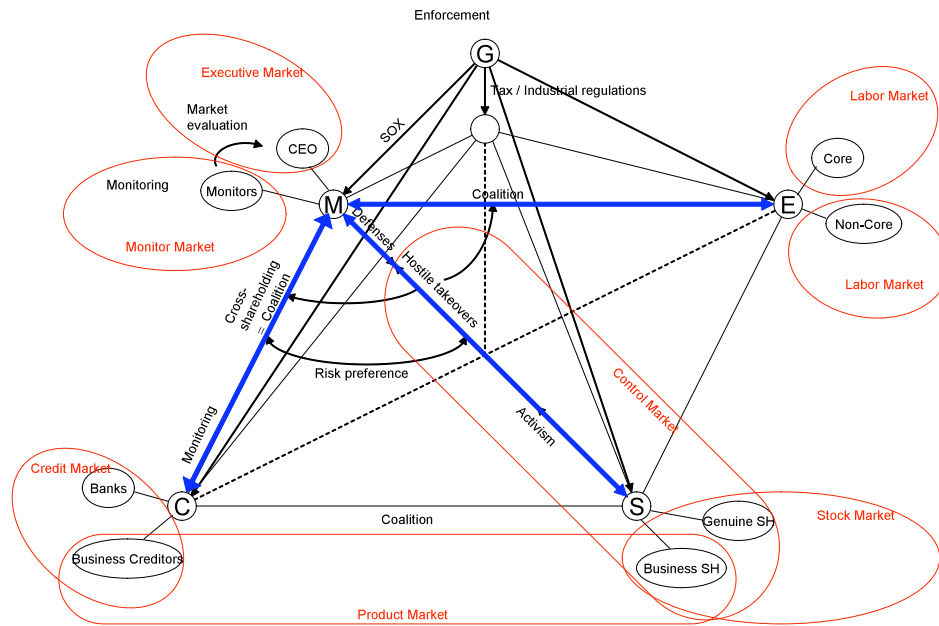 Enforcement
G
Executive Market
Tax / Industrial regulations
Labor Market
Market
evaluation
SOX
CEO
Core
Monitoring
Monitors
M
Coalition
E
Non-Core
Defenses
Monitor Market
Hostile takeovers
Labor Market
Cross-
shareholding
= Coalition
Risk preference
Control Market
Monitoring
Activism
Credit Market
Banks
C
S
Coalition
Genuine SH
Stock Market
Business Creditors
Business SH
Product Market